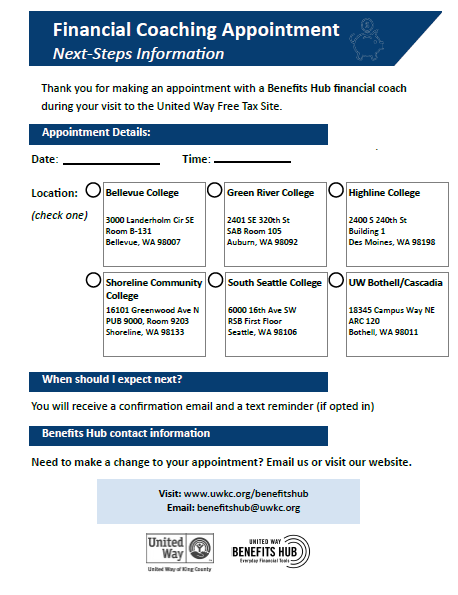 Financial Coaching Appointment
Next-Steps Information
Thank you for making an appointment with a Benefits Hub financial coach
during your visit to the United Way Free Tax Site.
Appointment Details:
Date: Time:
Location:
(check one)
Bellevue College
3000 Landerholm Cir SE
Room B-131
Bellevue, WA 98007
Green River College
2401 SE 320th St
SAB Room 105
Auburn, WA 98092
Highline College
2400 S 240th St
Building 1
Des Moines, WA 98198
Shoreline Community
College
16101 Greenwood Ave N
PUB 9000, Room 9203
Shoreline, WA 98133
South Seattle College
6000 16th Ave SW
RSB First Floor
Seattle, WA 98106
UW Bothell/Cascadia
18345 Campus Way NE
ARC 120
Bothell, WA 98011
When should I expect next?
You will receive a confirmation email and a text reminder (if opted in)
Benefits Hub contact information
Need to make a change to your appointment? Email us or visit our website.
Visit: www.uwkc.org/benefitshub
Email: benefitshub@uwkc.org
United
Way
United Way of King County
UNITED WAY
BENEFITS HUB
Everyday Financial Tools